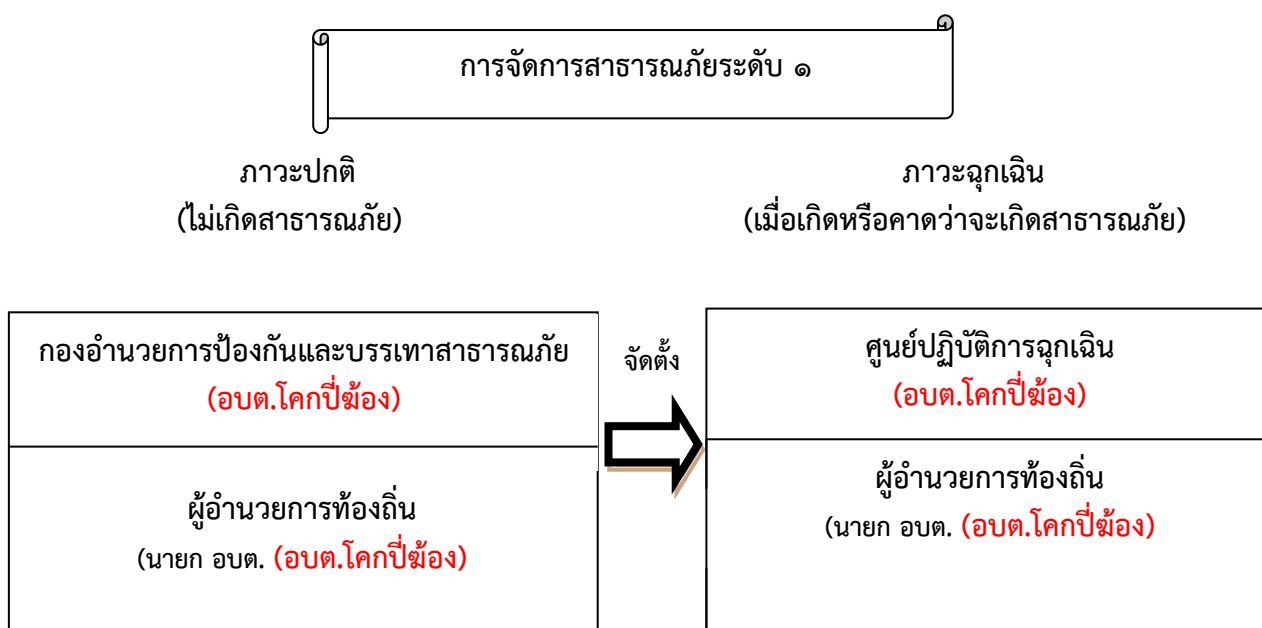 การจัดการสาธารณภัยระดับ ๑
ภาวะปกติ
(ไม่เกิดสาธารณภัย)
ภาวะฉุกเฉิน
(เมื่อเกิดหรือคาดว่าจะเกิดสาธารณภัย)
กองอำนวยการป้องกันและบรรเทาสาธารณภัย
(อบต.โคกปี่ฆ้อง)
ผู้อำนวยการท้องถิ่น
(นายก อบต. (อบต.โคกปี่ฆ้อง)
จัดตั้ง
ศูนย์ปฏิบัติการฉุกเฉิน
(อบต.โคกปี่ฆ้อง)
ผู้อำนวยการท้องถิ่น
(นายก อบต. (อบต.โคกปี่ฆ้อง)